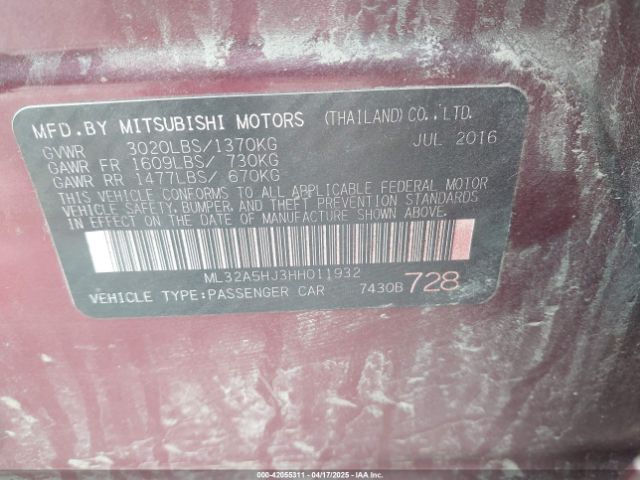 MFD.BY MITSUBISHI MOTORS (THAILAND) CO.,LTD.
GVWR 3020LBS/1370KG JUL 2016
GAWR FR 1609LBS/ 730KG
GAWR RR 1477LBS/ 670KG
THIS VEHICLE CONFORMS TO ALL APPLICABLE FEDERAL MOTOR
VEHICLE SAFETY, BUMPER, AND THEFT PREVENTION STANDARDS
IN EFFECT ON THE DATE OF MANUFACTURE SHOWN ABOVE.
ML32A5HJ3HH011932
VEHICLE TYPE:PASSENGER CAR 7430B 728
000-42055311 - 04/17/2025 - IAA Inc.